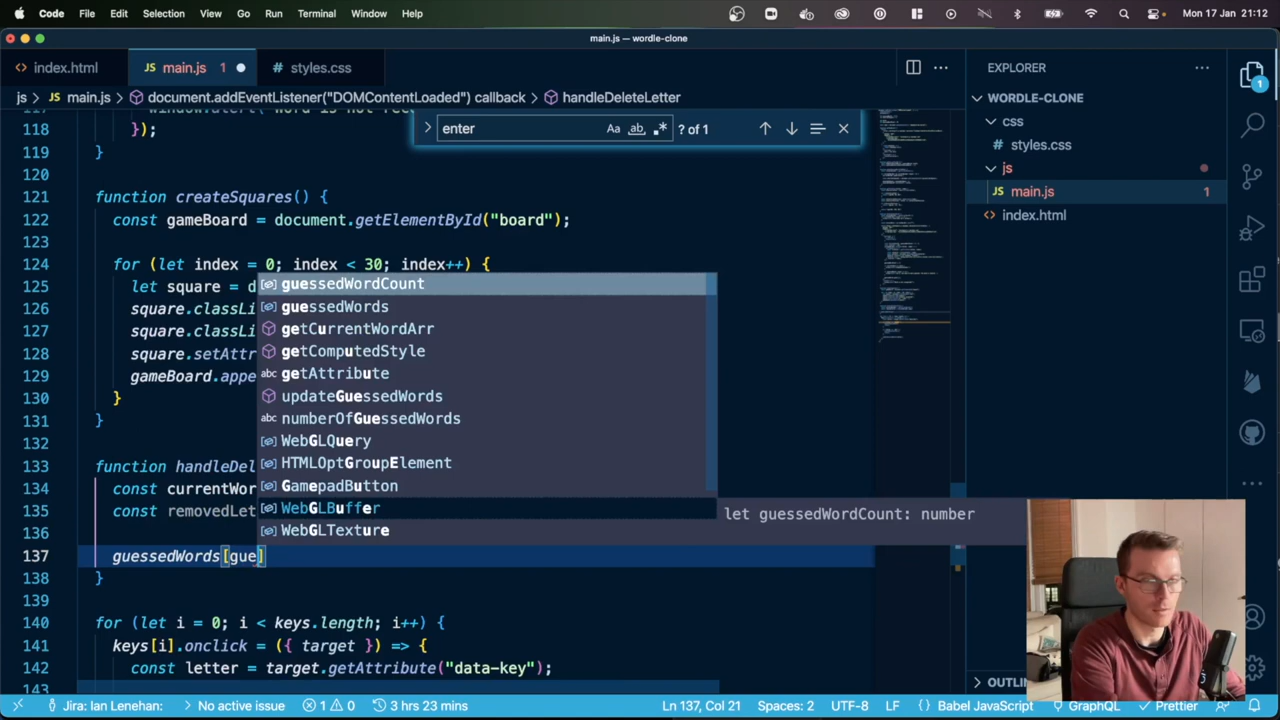 Code File Edit Selection View Go Run Terminal Window Help Mon 17 Jan 21:12
main.js — wordle-clone
index.html main.js 1 styles.css
js > main.js > document.addEventListener("DOMContentLoaded") callback > handleDeleteLetter
enter Aa ab ? of 1
118 });
119 }
120
121 function createSquares() {
122 const gameBoard = document.getElementById("board");
123
124 for (let index = 0; index < 30; index++) {
125 let square = d
126 square.classLi
127 square.classLi
128 square.setAttr
129 gameBoard.appe
130 }
131 }
132
133 function handleDel
134 const currentWor
135 const removedLet
136
137 guessedWords[gue]
138 }
139
140 for (let i = 0; i < keys.length; i++) {
141 keys[i].onclick = ({ target }) => {
142 const letter = target.getAttribute("data-key");
143
guessedWordCount
guessedWords
getCurrentWordArr
getComputedStyle
abc getAttribute
updateGuessedWords
abc numberOfGuessedWords
WebGLQuery
HTMLOptGroupElement
GamepadButton
WebGLBuffer
WebGLTexture
let guessedWordCount: number
EXPLORER
WORDLE-CLONE
css
# styles.css
js
JS main.js 1
<> index.html
OUTL
1
Jira: Ian Lenehan: No active issue 1 0 3 hrs 23 mins Ln 137, Col 21 Spaces: 2 UTF-8 LF {} Babel JavaScript GraphQL Prettier